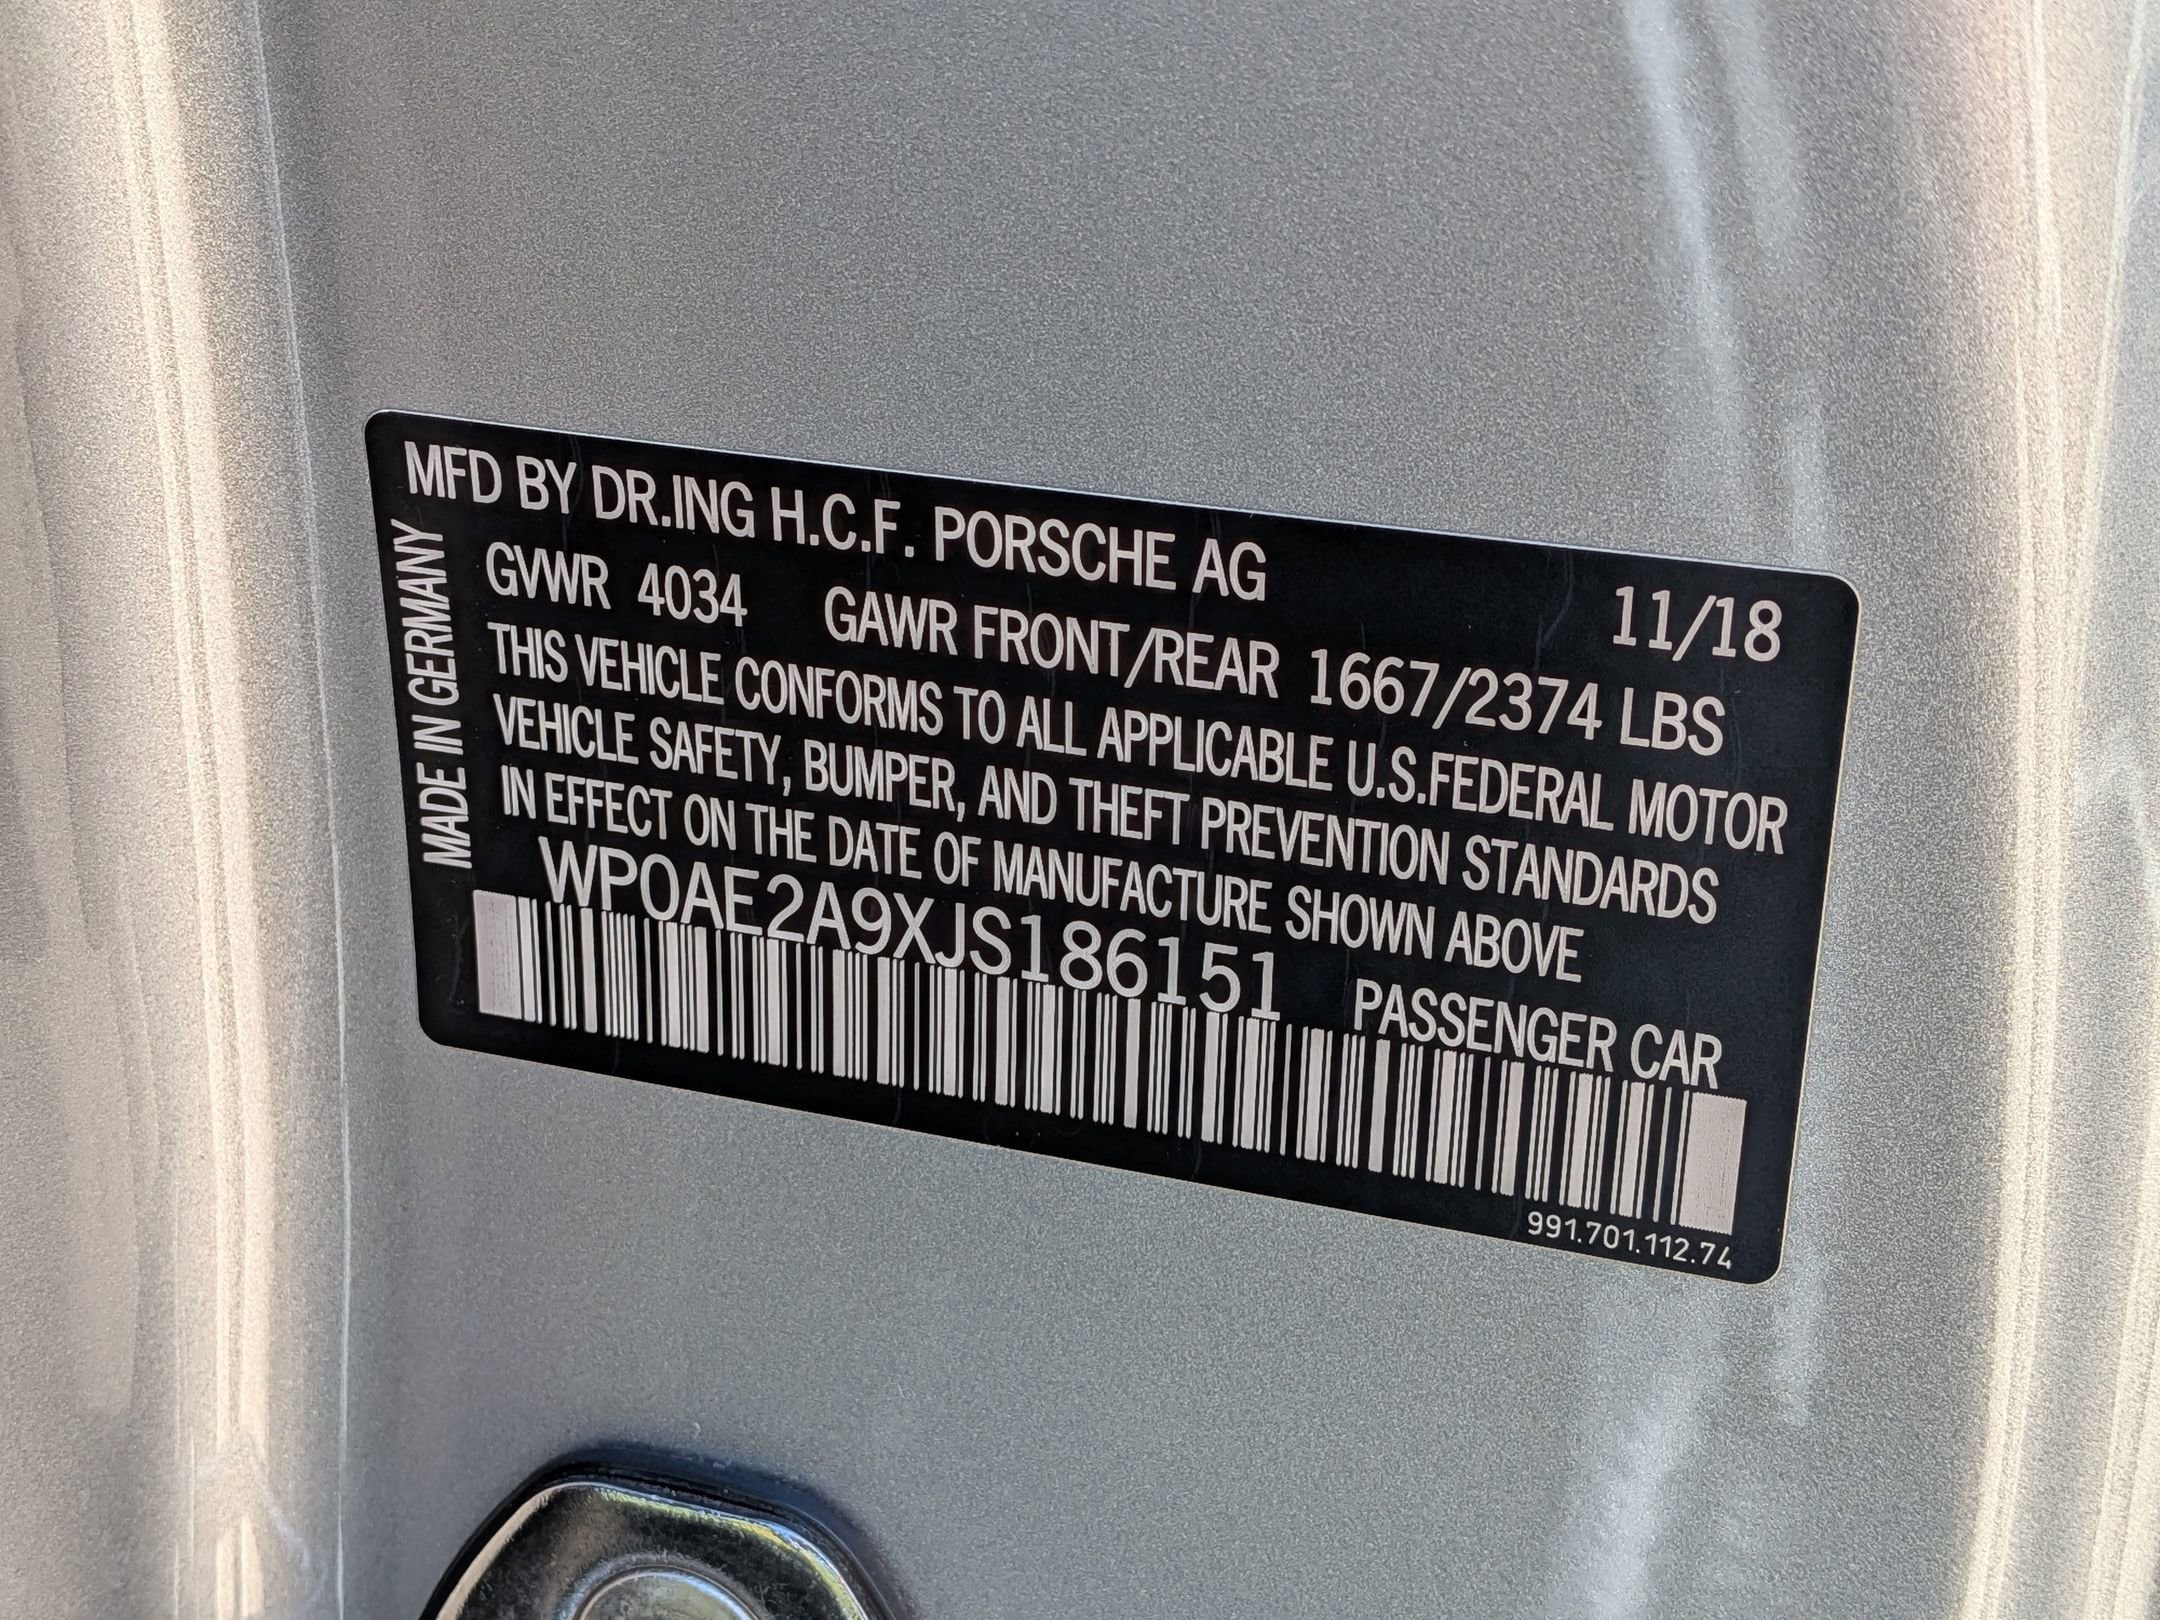 MFD BY DR.ING H.C.F. PORSCHE AG
11/18
GVWR 4034 GAWR FRONT/REAR 1667/2374 LBS
THIS VEHICLE CONFORMS TO ALL APPLICABLE U.S.FEDERAL MOTOR
VEHICLE SAFETY, BUMPER, AND THEFT PREVENTION STANDARDS
IN EFFECT ON THE DATE OF MANUFACTURE SHOWN ABOVE
WP0AE2A9XJS186151
PASSENGER CAR
991.701.112.74
MADE IN GERMANY